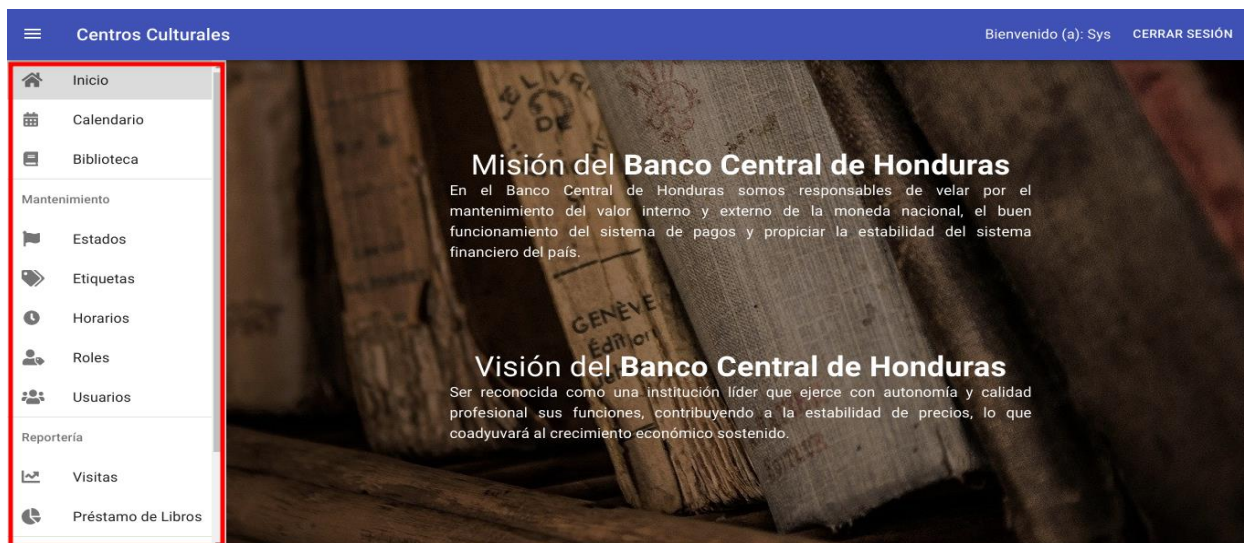 Centros Culturales
Bienvenido (a): Sys CERRAR SESIÓN
Inicio
Calendario
Biblioteca
Mantenimiento
Estados
Etiquetas
Horarios
Roles
Usuarios
Reportería
Visitas
Préstamo de Libros
Misión del Banco Central de Honduras
En el Banco Central de Honduras somos responsables de velar por el
mantenimiento del valor interno y externo de la moneda nacional, el buen
funcionamiento del sistema de pagos y propiciar la estabilidad del sistema
financiero del país.
Visión del Banco Central de Honduras
Ser reconocida como una institución líder que ejerce con autonomía y calidad
profesional sus funciones, contribuyendo a la estabilidad de precios, lo que
coadyuvará al crecimiento económico sostenido.
LIVRE
DE
GENÈVE